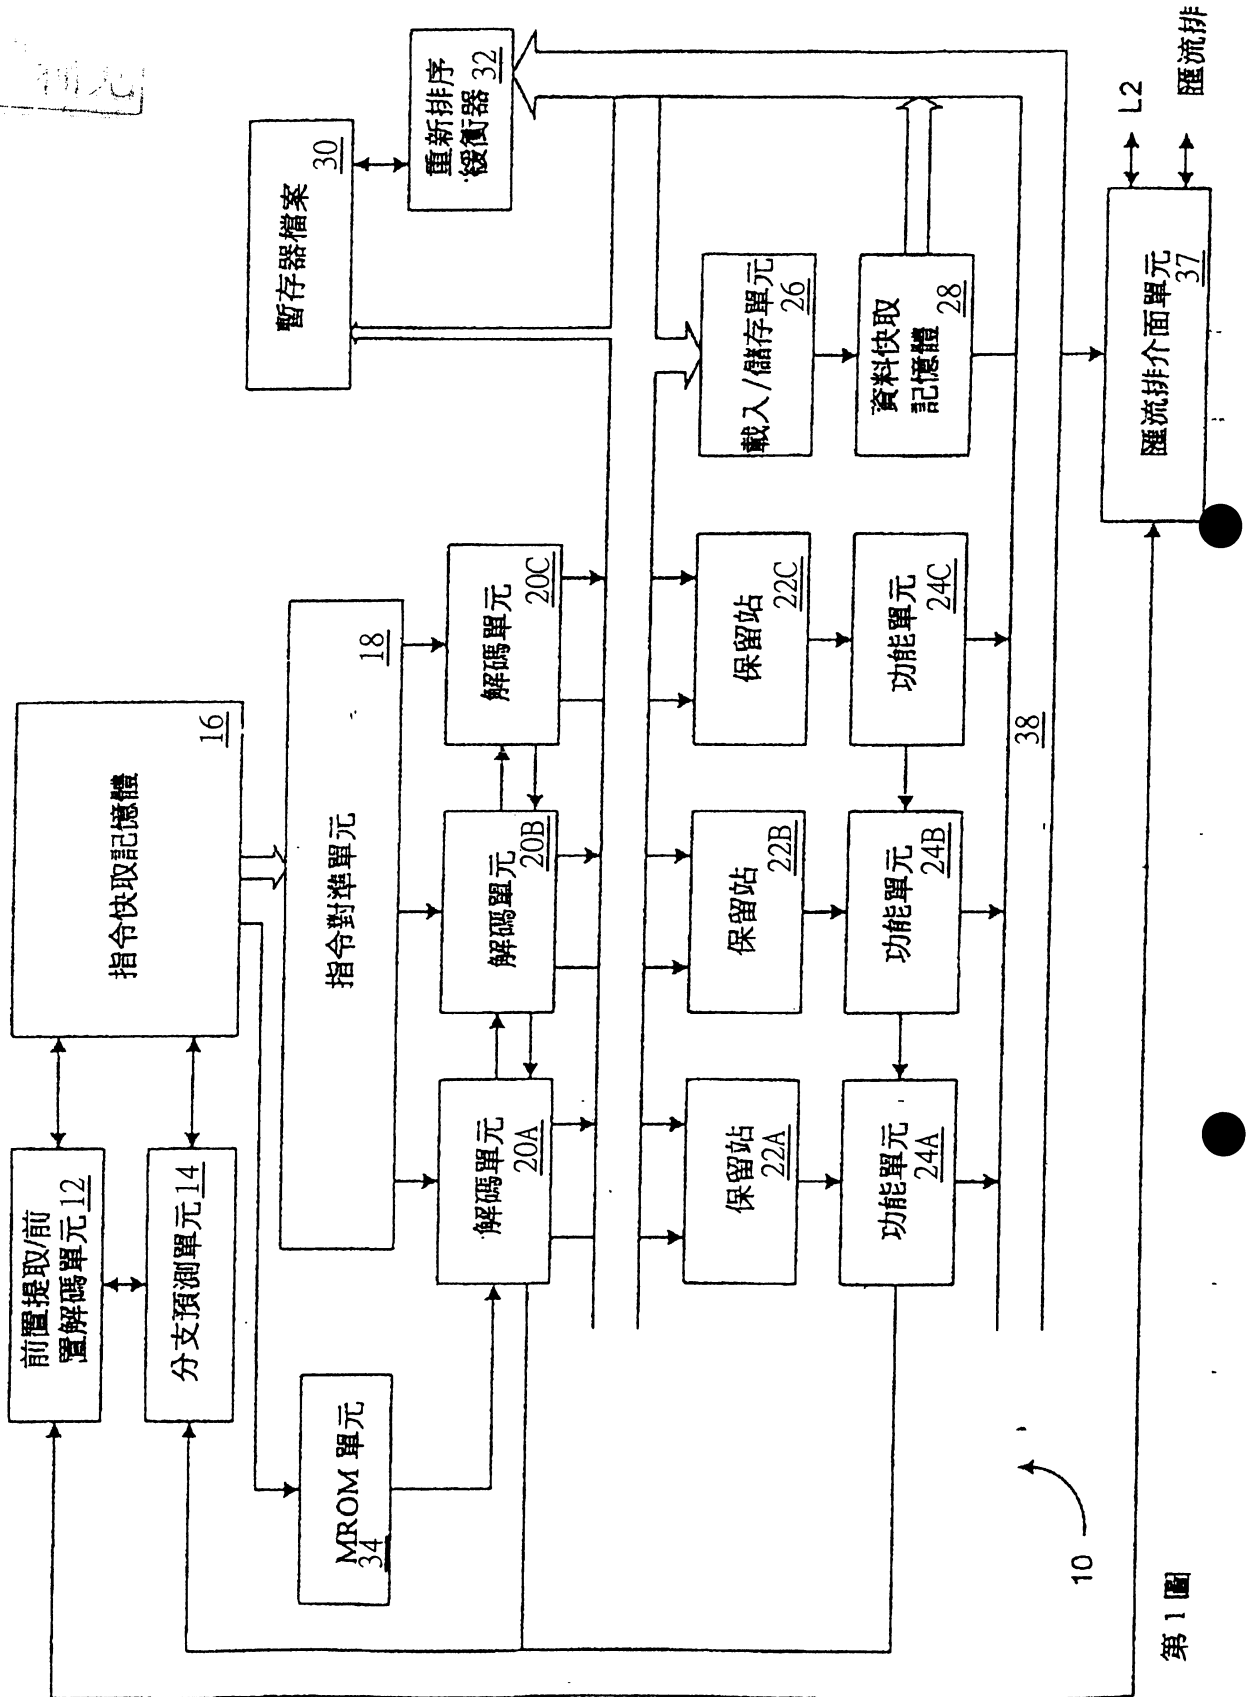 前置提取/前
置解碼單元 12
分支預測單元 14
指令快取記憶體
16
指令對準單元
18
MROM 單元
34
解碼單元
20A
解碼單元
20B
解碼單元
20C
暫存器檔案
30
重新排序
緩衝器 32
保留站
22A
保留站
22B
保留站
22C
載入/儲存單元
26
功能單元
24A
功能單元
24B
功能單元
24C
資料快取
記憶體
28
38
匯流排介面單元
37
L2
匯流排
10
第 1 圖